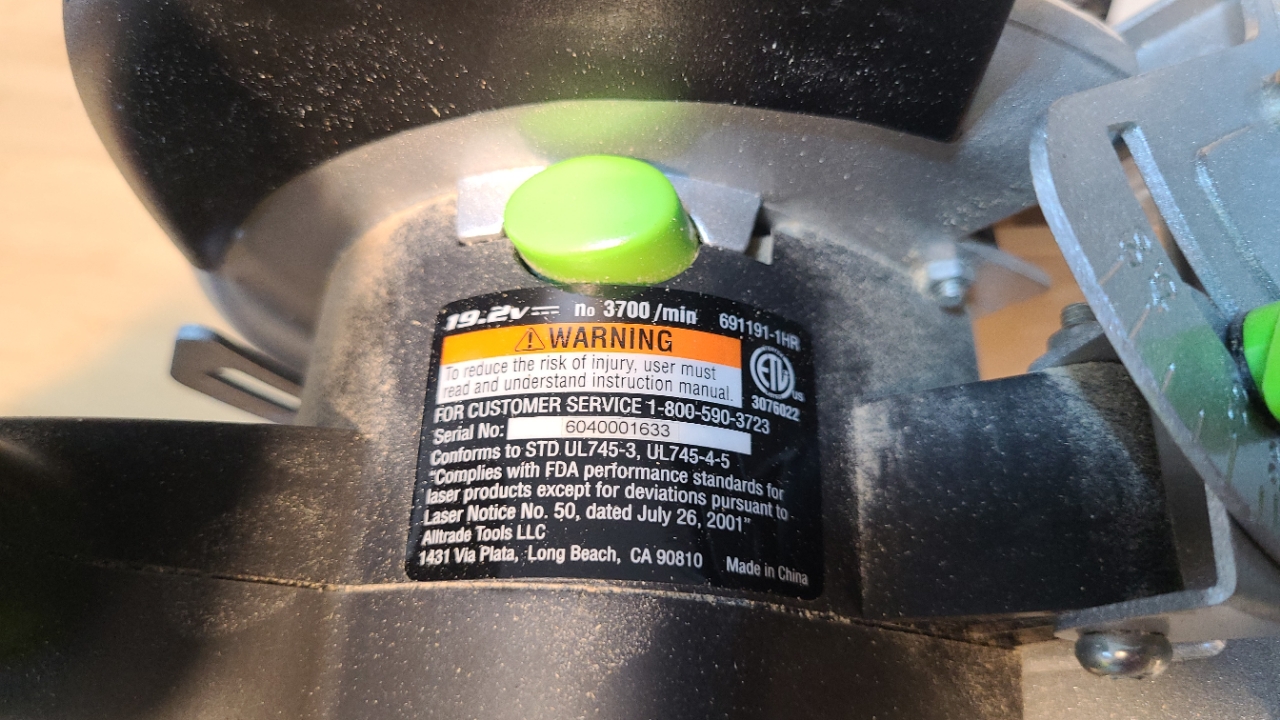 19.2v n₀ 3700 /min 691191-1HR
WARNING
To reduce the risk of injury, user must
read and understand instruction manual.
ETL US
3076022
FOR CUSTOMER SERVICE 1-800-590-3723
Serial No: 6040001633
Conforms to STD UL745-3, UL745-4-5
"Complies with FDA performance standards for
laser products except for deviations pursuant to
Laser Notice No. 50, dated July 26, 2001"
Alltrade Tools LLC
1431 Via Plata, Long Beach, CA 90810 Made in China